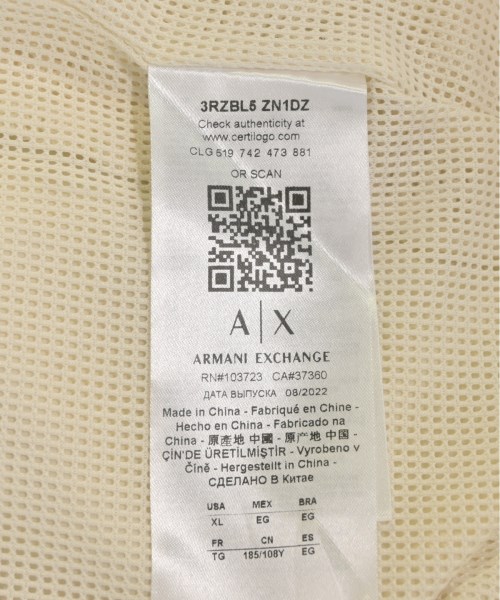 3RZBL5 ZN1DZ
Check authenticity at
www.certilogo.com
CLG 519 742 473 881
OR SCAN
A|X
ARMANI EXCHANGE
RN#103723 CA#37360
ДАТА ВЫПУСКА 08/2022
Made in China - Fabriqué en Chine -
Hecho en China - Fabricado na
China - 原產地 中國 - 原产地 中国 -
ÇİN'DE ÜRETİLMİŞTİR - Vyrobeno v
Číně - Hergestellt in China -
СДЕЛАНО В Китае
USA MEX BRA
XL EG EG
FR CN ES
TG 185/108Y EG